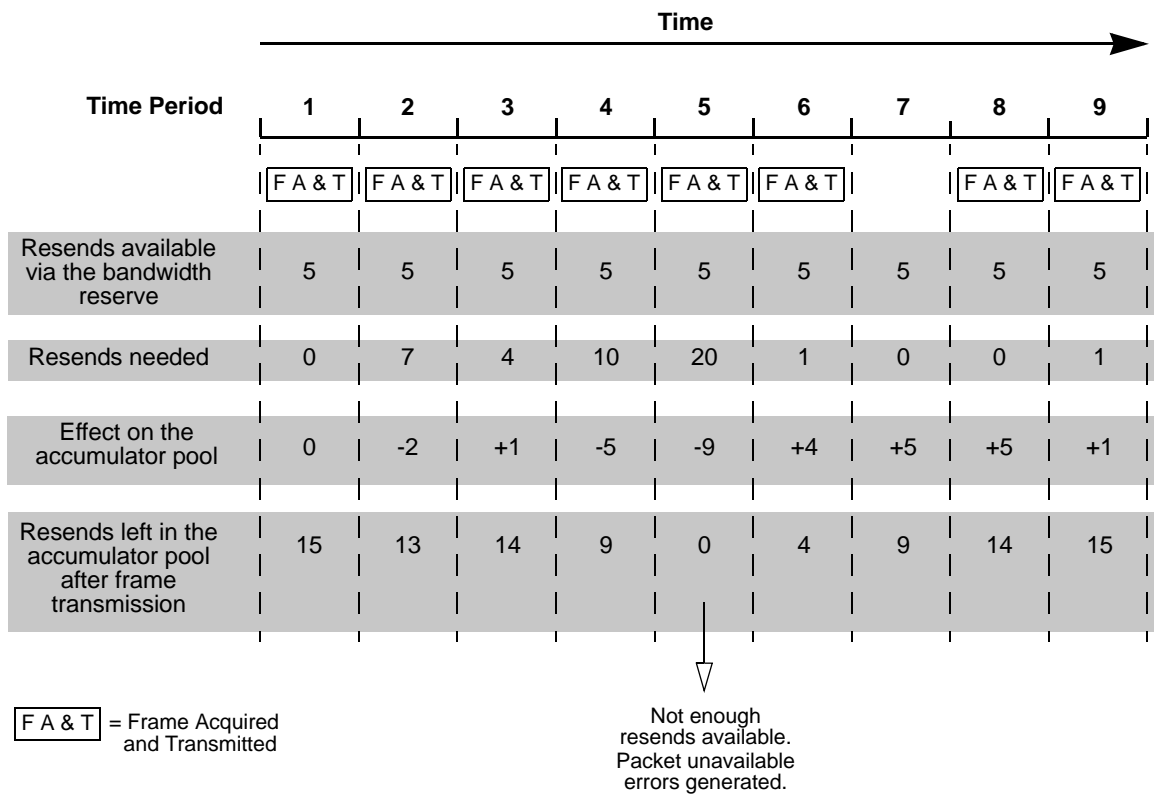 Time
Time Period 1 2 3 4 5 6 7 8 9
F A & T F A & T F A & T F A & T F A & T F A & T F A & T F A & T
Resends available
via the bandwidth
reserve
5 5 5 5 5 5 5 5 5
Resends needed 0 7 4 10 20 1 0 0 1
Effect on the
accumulator pool
0 -2 +1 -5 -9 +4 +5 +5 +1
Resends left in the
accumulator pool
after frame
transmission
15 13 14 9 0 4 9 14 15
F A & T = Frame Acquired
and Transmitted
Not enough
resends available.
Packet unavailable
errors generated.